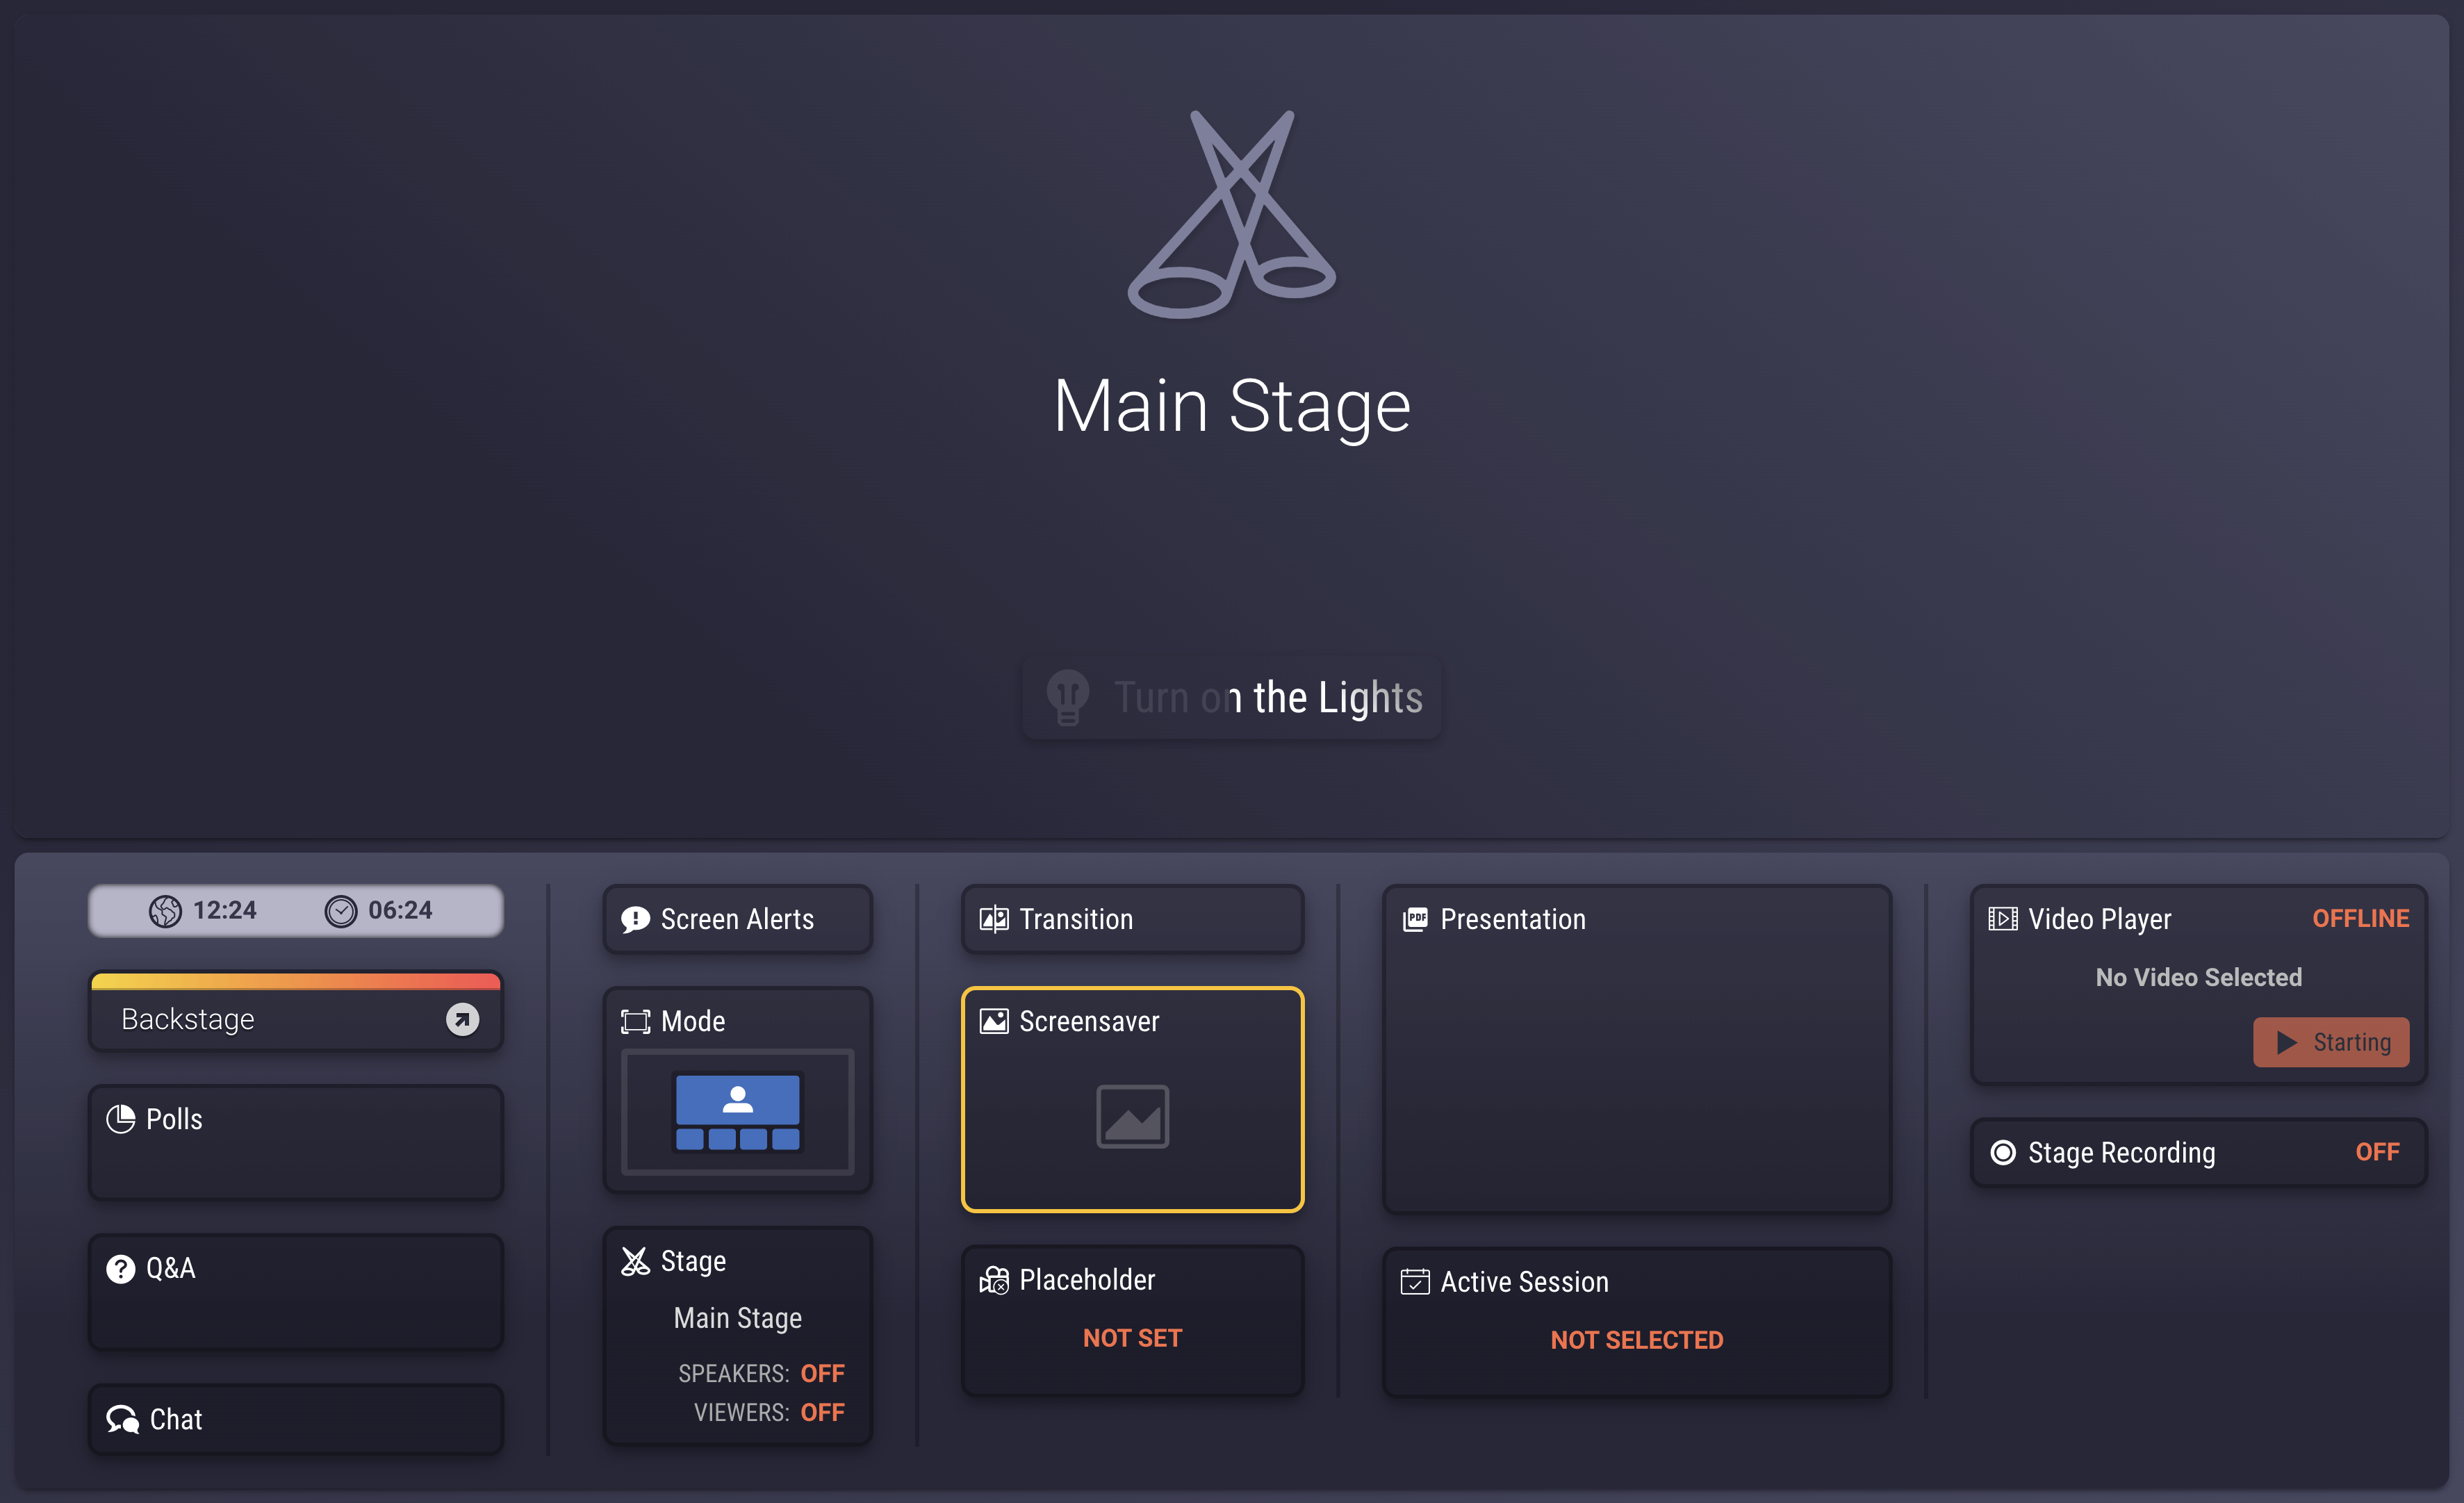 Main Stage
Turn on the Lights
12:24 06:24
Backstage
Polls
Q&A
Chat
Screen Alerts
Mode
Stage
Main Stage
SPEAKERS: OFF
VIEWERS: OFF
Transition
Screensaver
Placeholder
NOT SET
PDF
Presentation
Active Session
NOT SELECTED
Video Player OFFLINE
No Video Selected
Starting
Stage Recording OFF